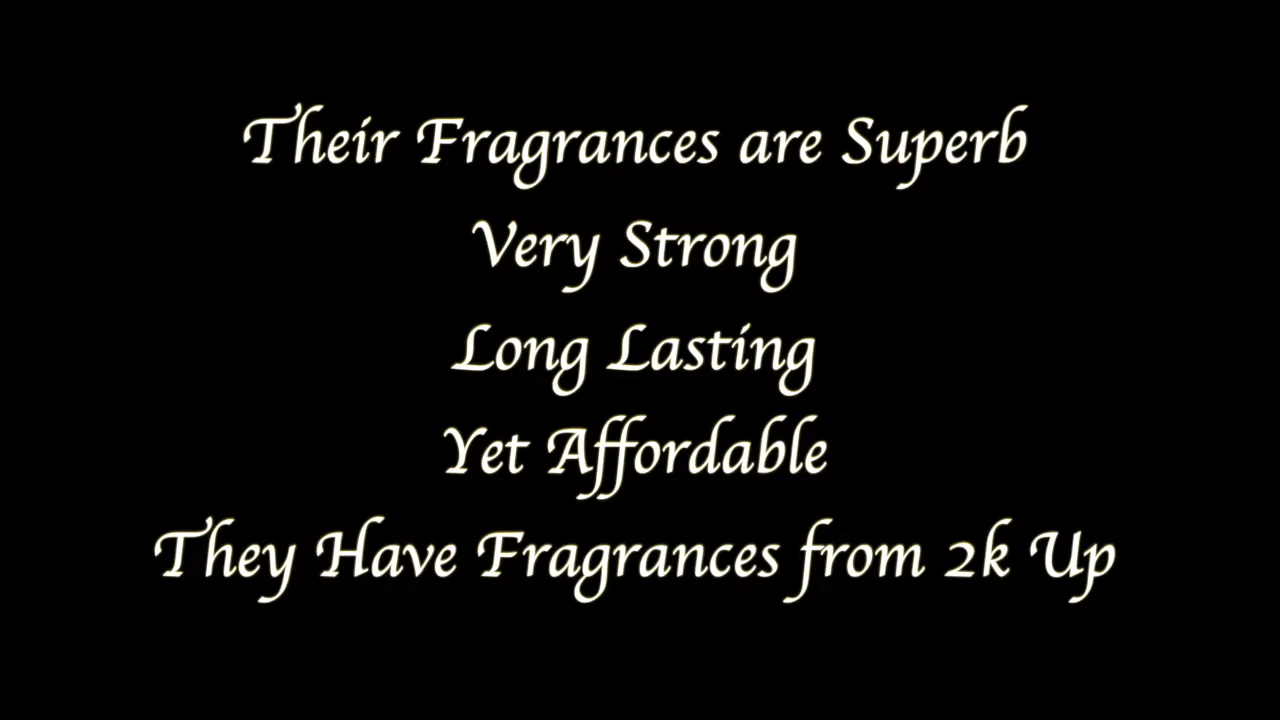 Their Fragrances are Superb
Very Strong
Long Lasting
Yet Affordable
They Have Fragrances from 2k Up